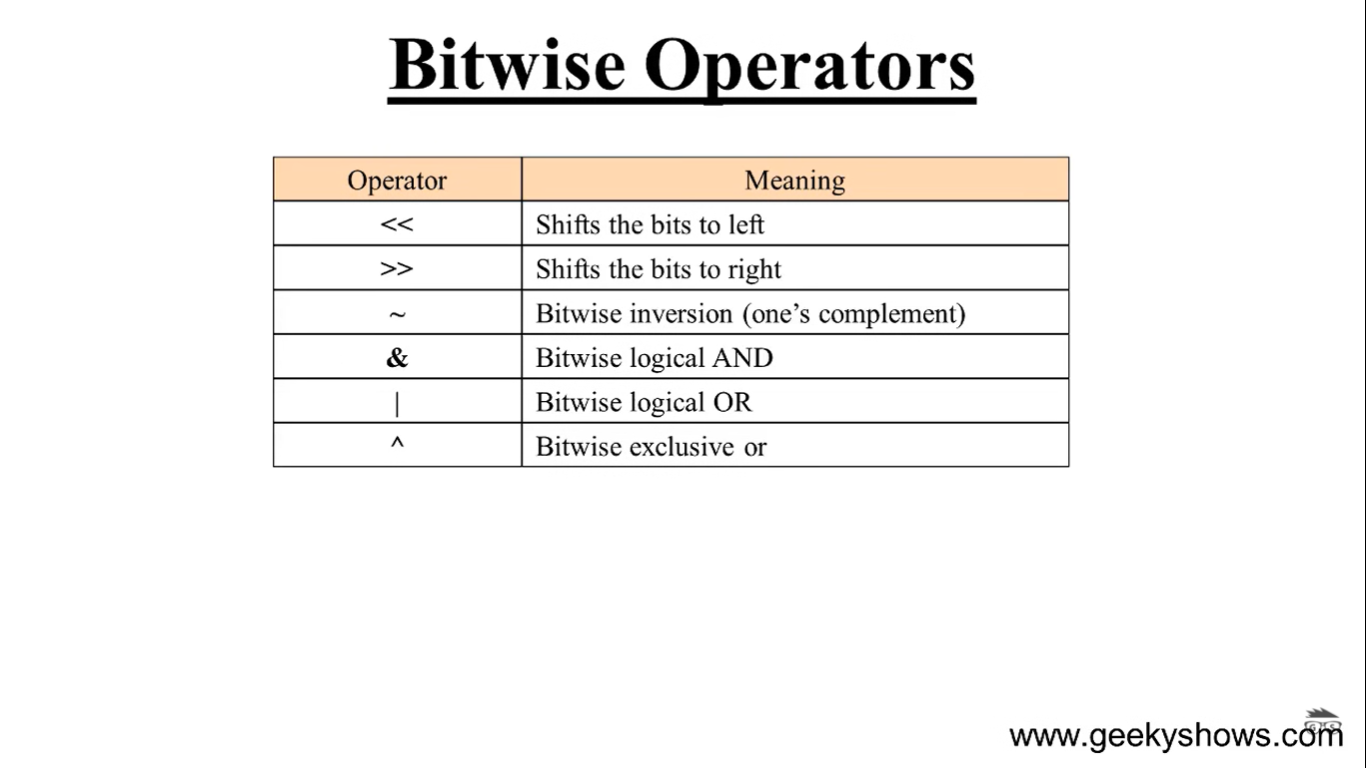 Bitwise Operators
Operator Meaning
<< Shifts the bits to left
>> Shifts the bits to right
~ Bitwise inversion (one’s complement)
& Bitwise logical AND
| Bitwise logical OR
^ Bitwise exclusive or
www.geekyshows.com